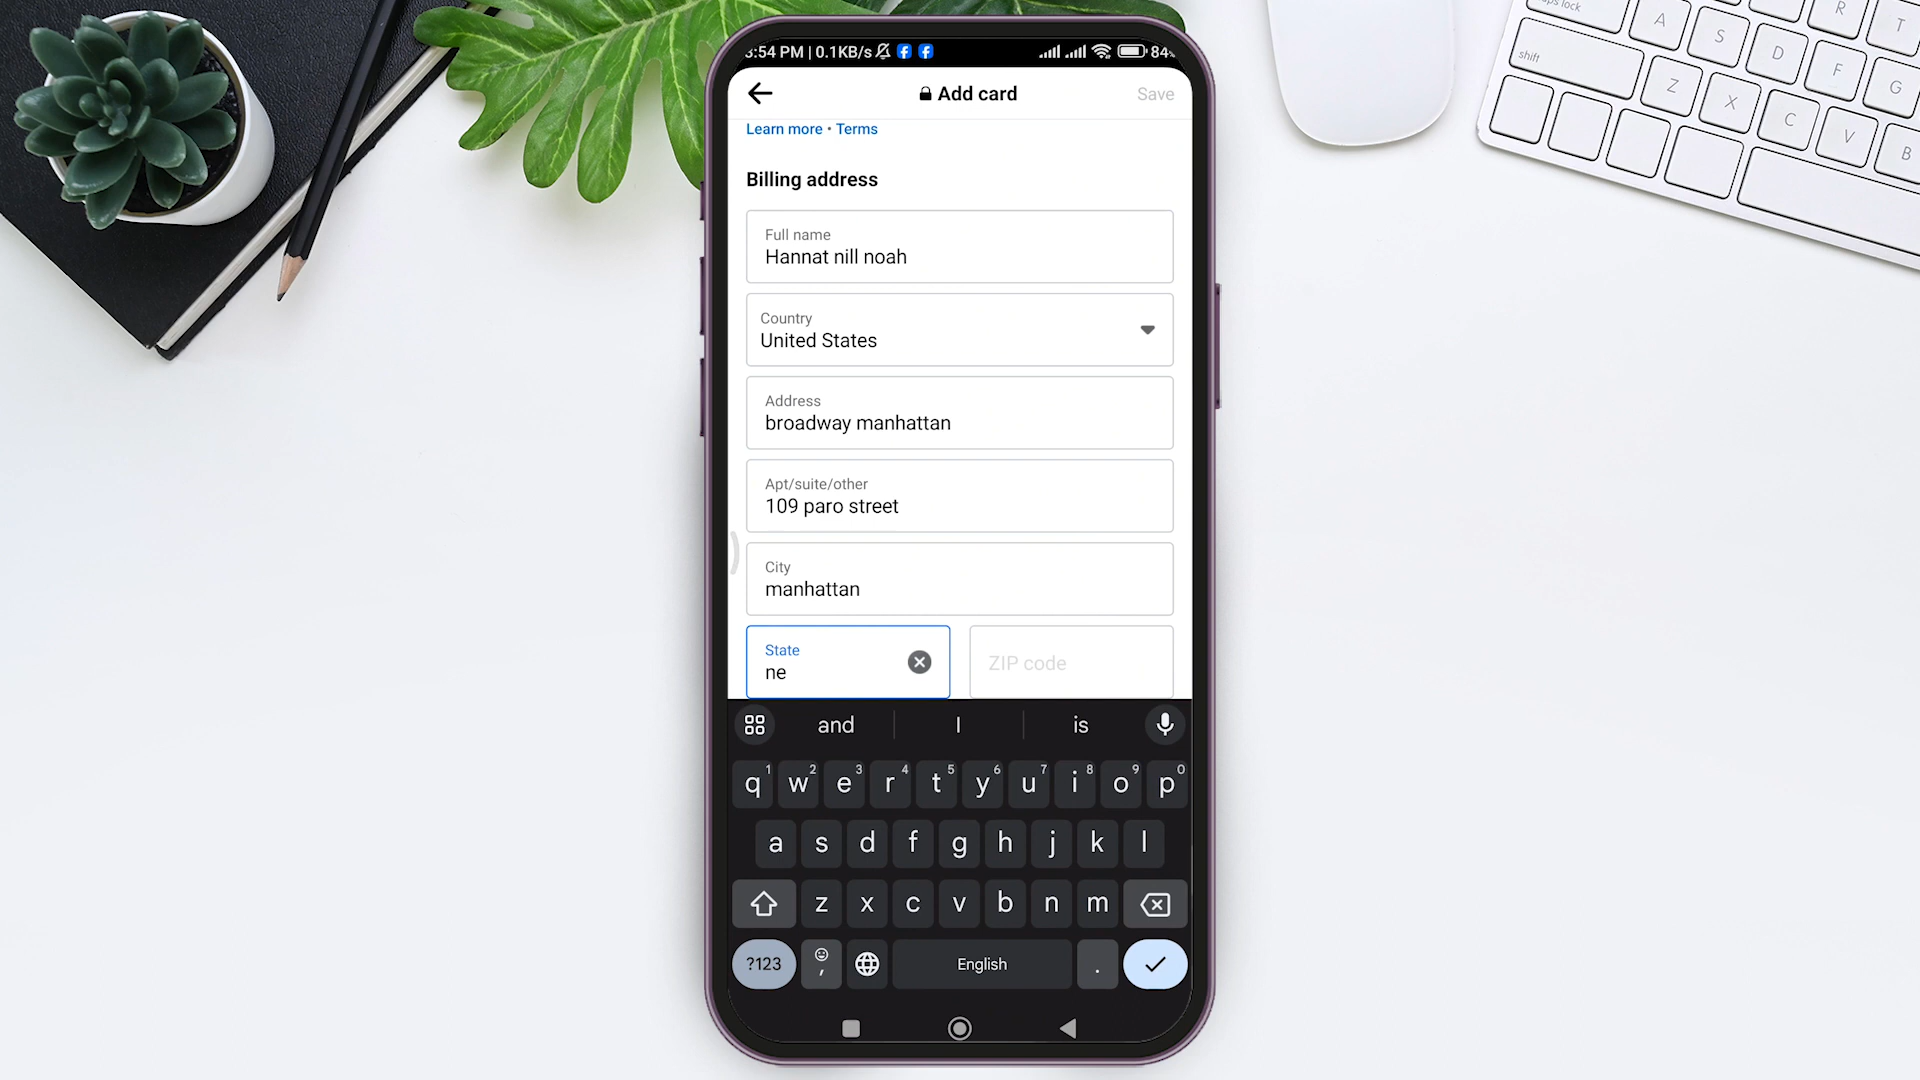 3:54 PM | 0.1KB/s
84%
Add card
Save
Learn more • Terms
Billing address
Full name
Hannat nill noah
Country
United States
Address
broadway manhattan
Apt/suite/other
109 paro street
City
manhattan
State
ne
ZIP code
and I is
q1 w2 e3 r4 t5 y6 u7 i8 o9 p0
a s d f g h j k l
z x c v b n m
?123 , English .
caps lock A S D F G
shift Z X C V B
R T